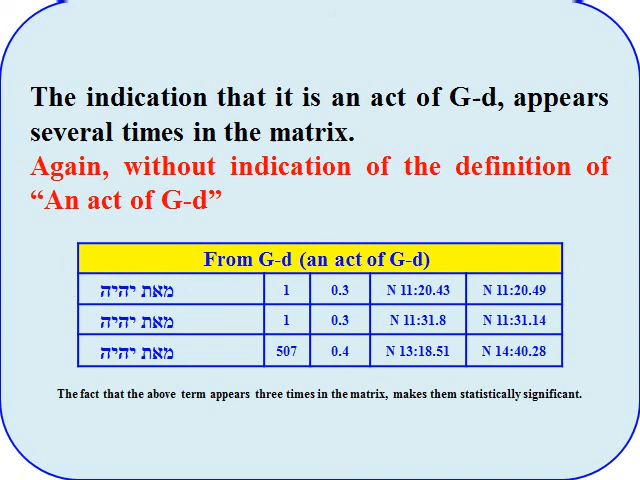 The indication that it is an act of G-d, appears
several times in the matrix.
Again, without indication of the definition of
“An act of G-d”
From G-d (an act of G-d)
מאת יהיה 1 0.3 N 11:20.43 N 11:20.49
מאת יהיה 1 0.3 N 11:31.8 N 11:31.14
מאת יהיה 507 0.4 N 13:18.51 N 14:40.28
The fact that the above term appears three times in the matrix, makes them statistically significant.